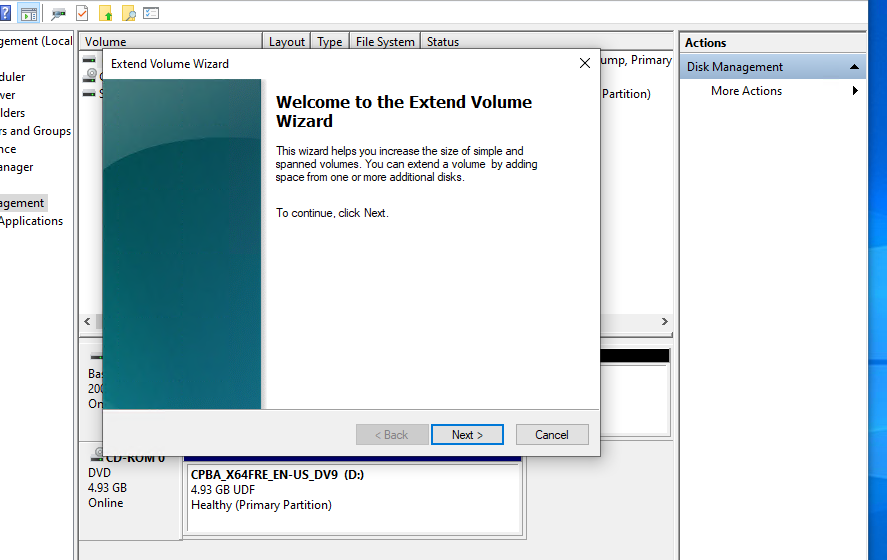 gement (Local
Volume
Layout
Type
File System
Status
Actions
Extend Volume Wizard
ump, Primary
Disk Management
duler
More Actions
wer
Partition)
lders
Welcome to the Extend Volume
Wizard
rs and Groups
nce
This wizard helps you increase the size of simple and
spanned volumes. You can extend a volume by adding
space from one or more additional disks.
anager
agement
To continue, click Next.
Applications
Bas
200
On
< Back
Next >
Cancel
CD-ROM 0
DVD
4.93 GB
Online
CPBA_X64FRE_EN-US_DV9 (D:)
4.93 GB UDF
Healthy (Primary Partition)